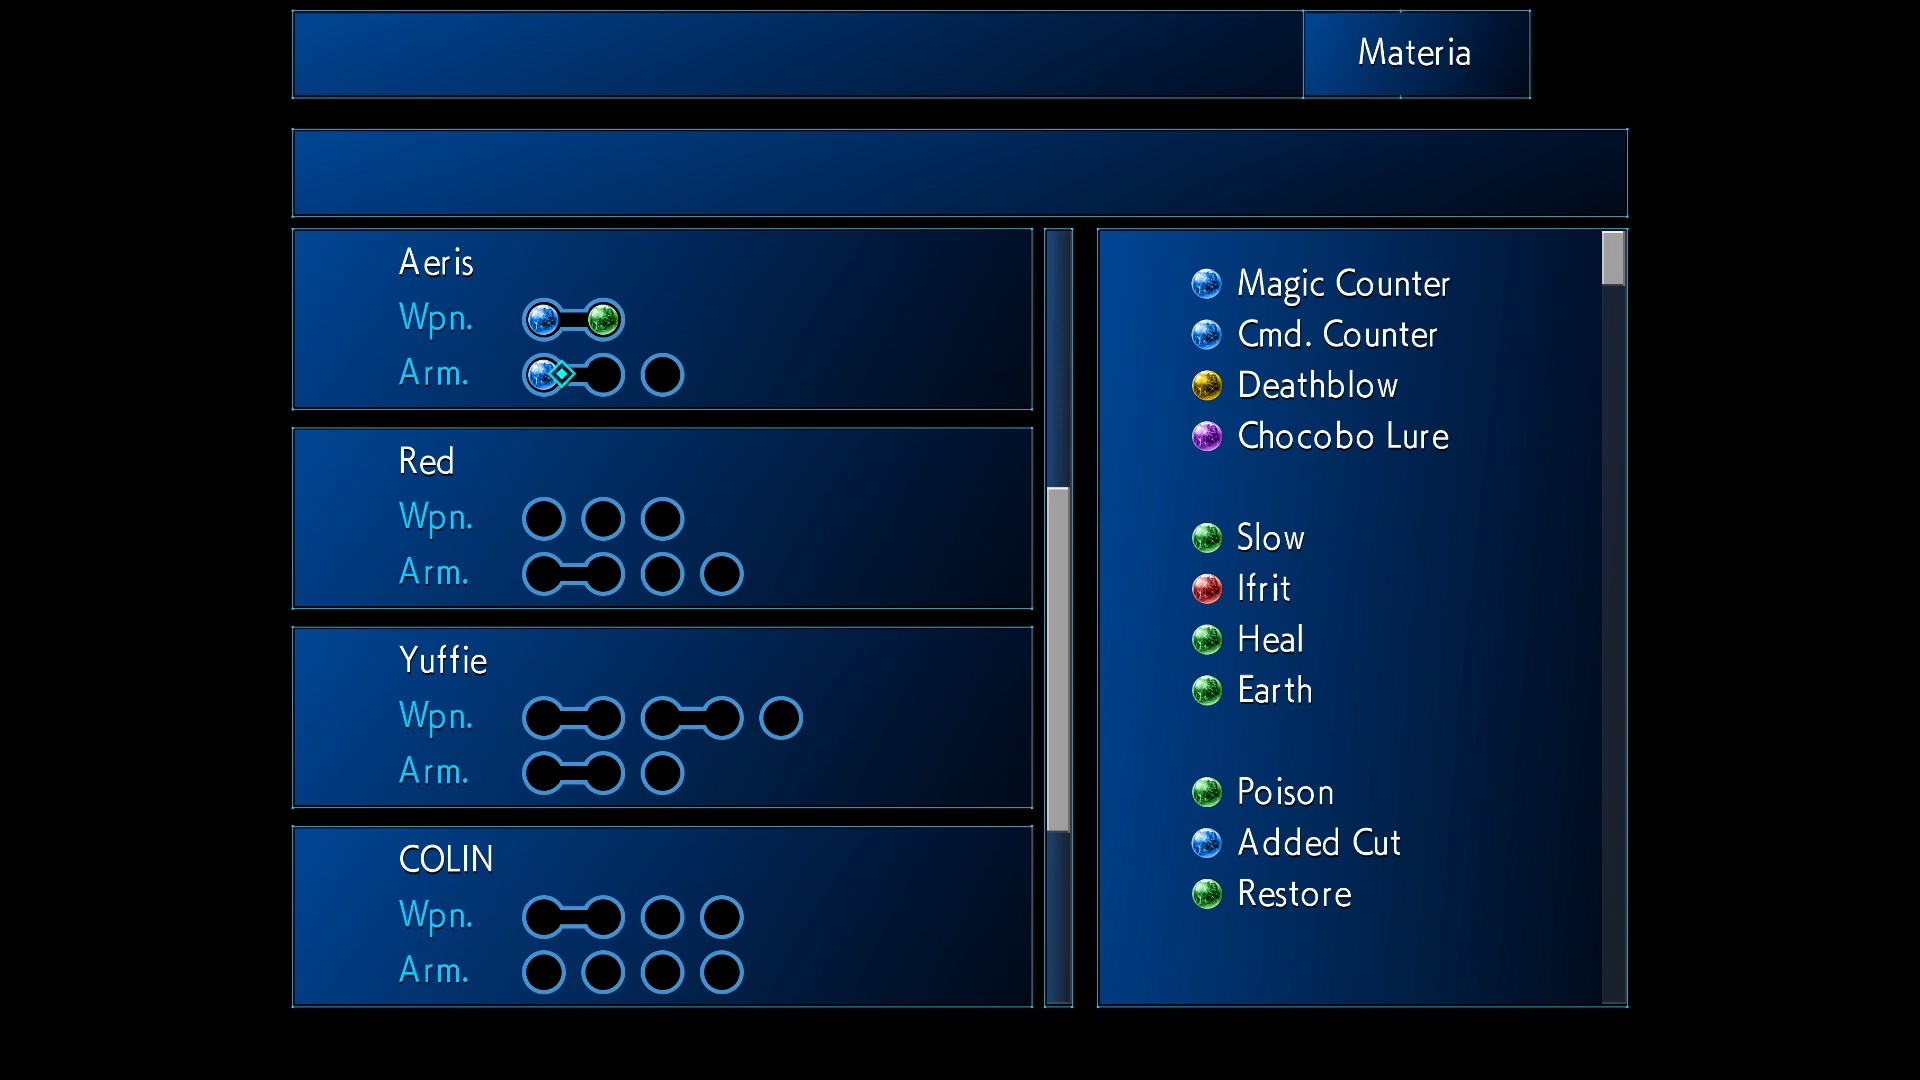 Materia
Aeris
Wpn.
Arm.
Red
Wpn.
Arm.
Yuffie
Wpn.
Arm.
COLIN
Wpn.
Arm.
Magic Counter
Cmd. Counter
Deathblow
Chocobo Lure
Slow
Ifrit
Heal
Earth
Poison
Added Cut
Restore